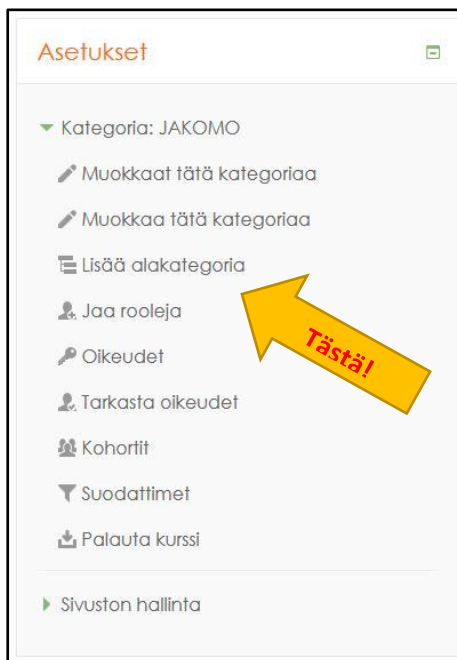 Asetukset
Kategoria: JAKOMO
Muokkaat tätä kategoriaa
Muokkaa tätä kategoriaa
Lisää alakategoria
Jaa rooleja
Tästä!
Oikeudet
Tarkasta oikeudet
Kohortit
Suodattimet
Palauta kurssi
Sivuston hallinta